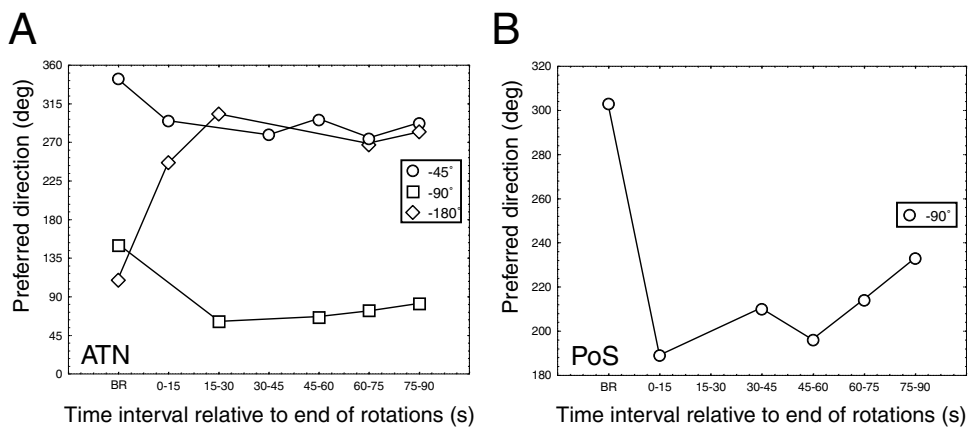 A
Preferred direction (deg)
360
315
270
225
180
135
90
45
0
-45°
-90°
-180°
ATN
BR 0-15 15-30 30-45 45-60 60-75 75-90
Time interval relative to end of rotations (s)
B
Preferred direction (deg)
320
300
280
260
240
220
200
180
-90°
PoS
BR 0-15 15-30 30-45 45-60 60-75 75-90
Time interval relative to end of rotations (s)